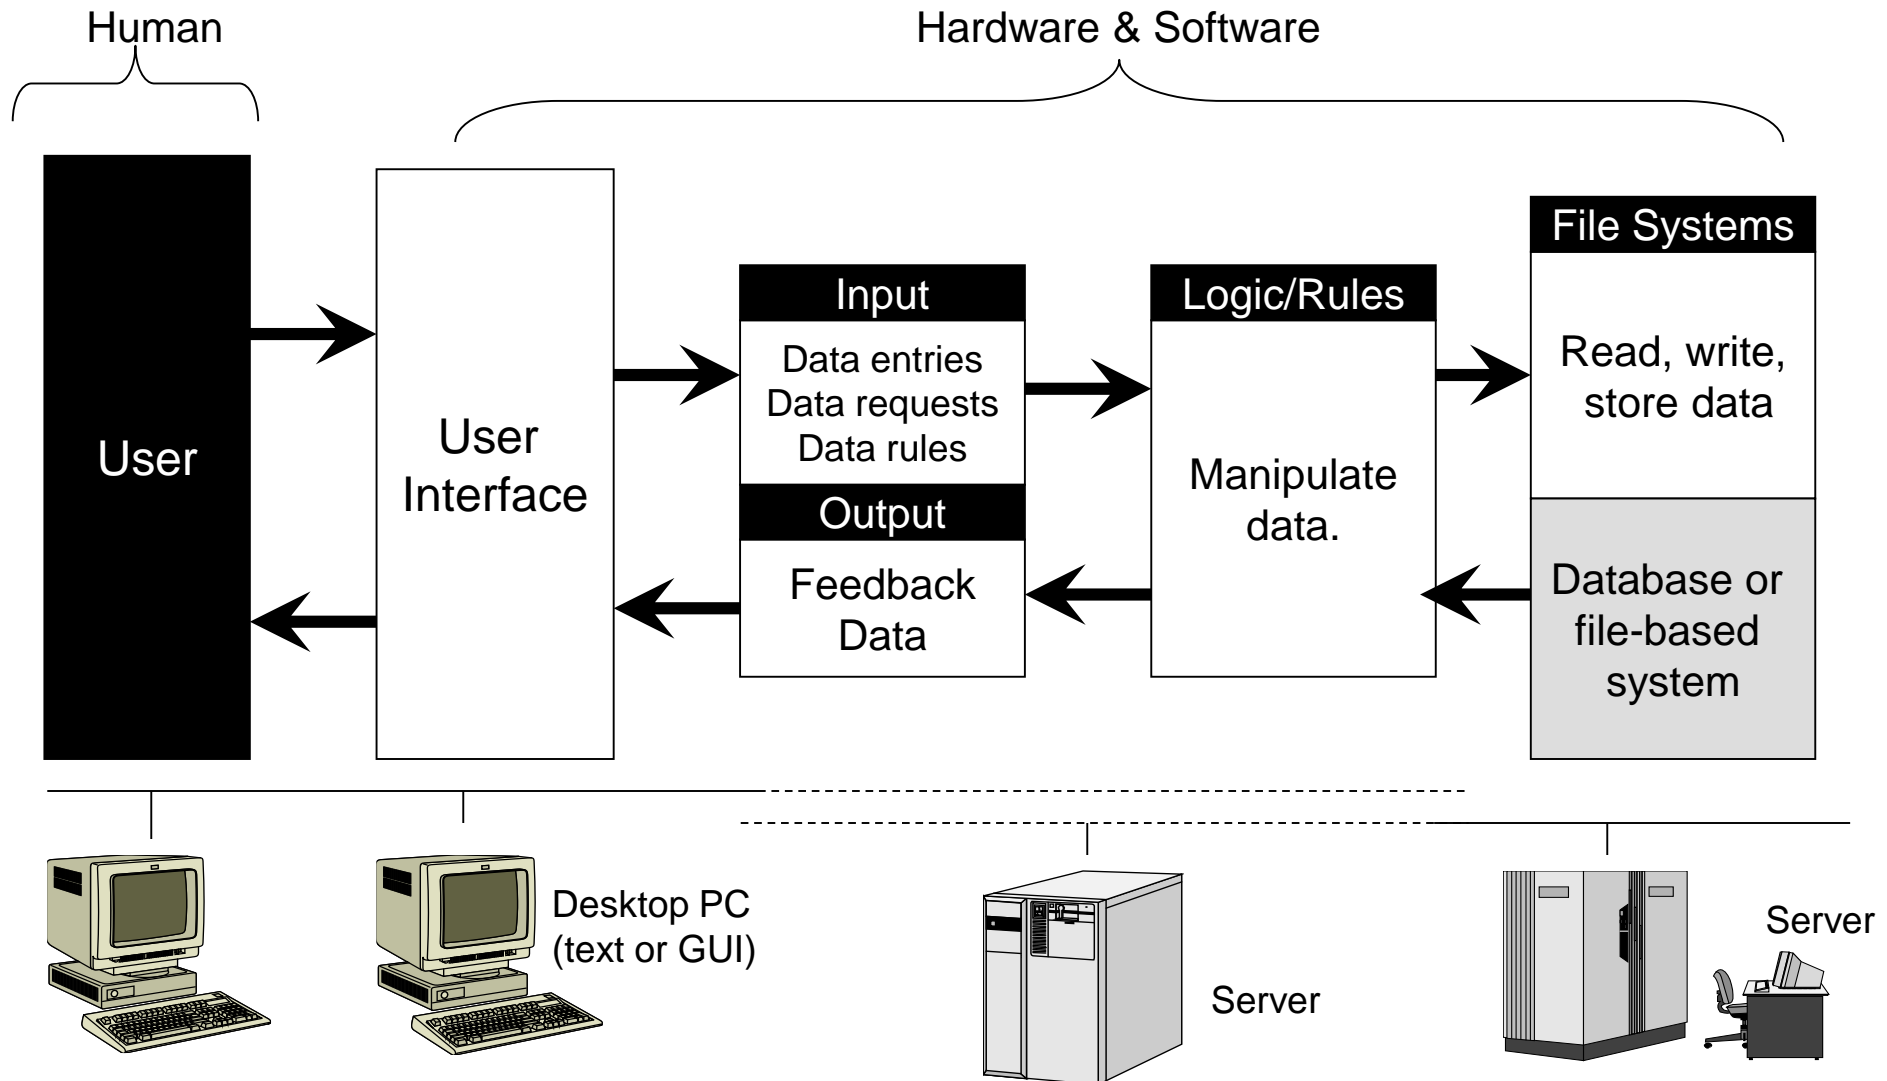 Human
Hardware & Software
User
User
Interface
Input
Data entries
Data requests
Data rules
Output
Feedback
Data
Logic/Rules
Manipulate
data.
File Systems
Read, write,
store data
Database or
file-based
system
Desktop PC
(text or GUI)
Server
Server